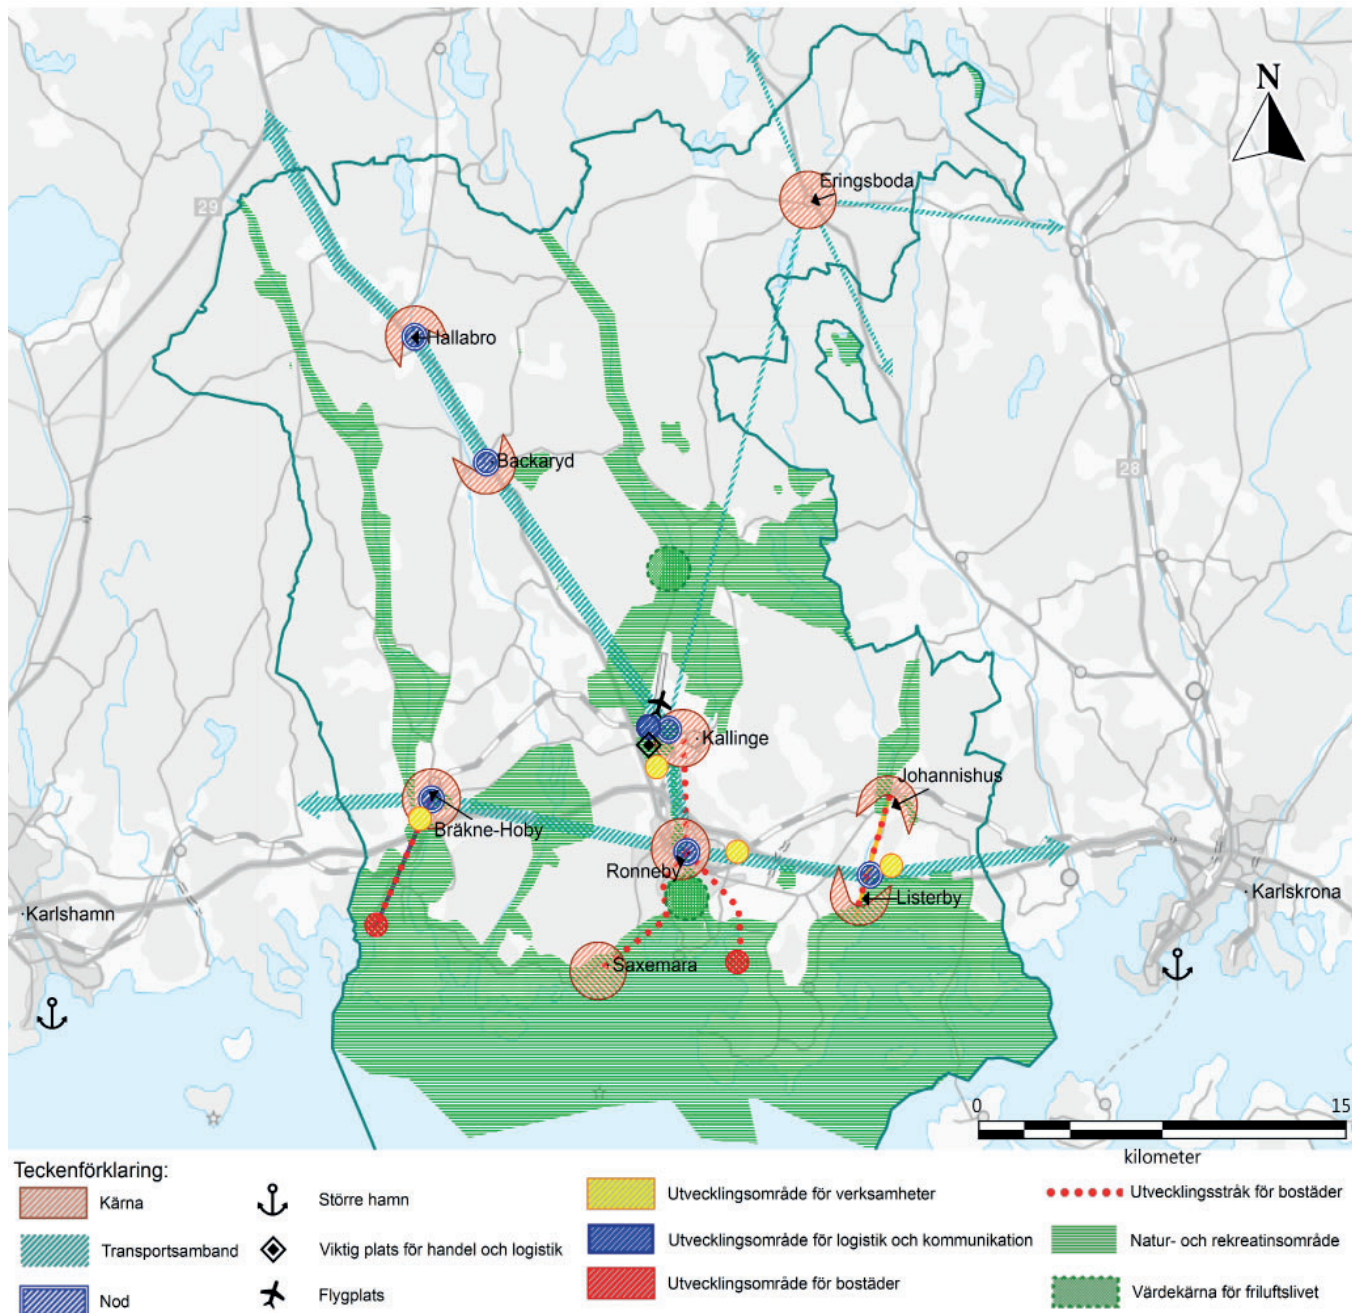 N
Eringsboda
29
Hallabro
Backaryd
28
Kallinge
Johannishus
Bräkne-Hoby
Ronneby
Listerby
Karlshamn
Karlskrona
Saxemara
0
15
kilometer
Teckenförklaring:
Kärna
Transportsamband
Nod
Större hamn
Viktig plats för handel och logistik
Flygplats
Utvecklingsområde för verksamheter
Utvecklingsområde för logistik och kommunikation
Utvecklingsområde för bostäder
Utvecklingsstråk för bostäder
Natur- och rekreatinsområde
Värdekärna för friluftslivet